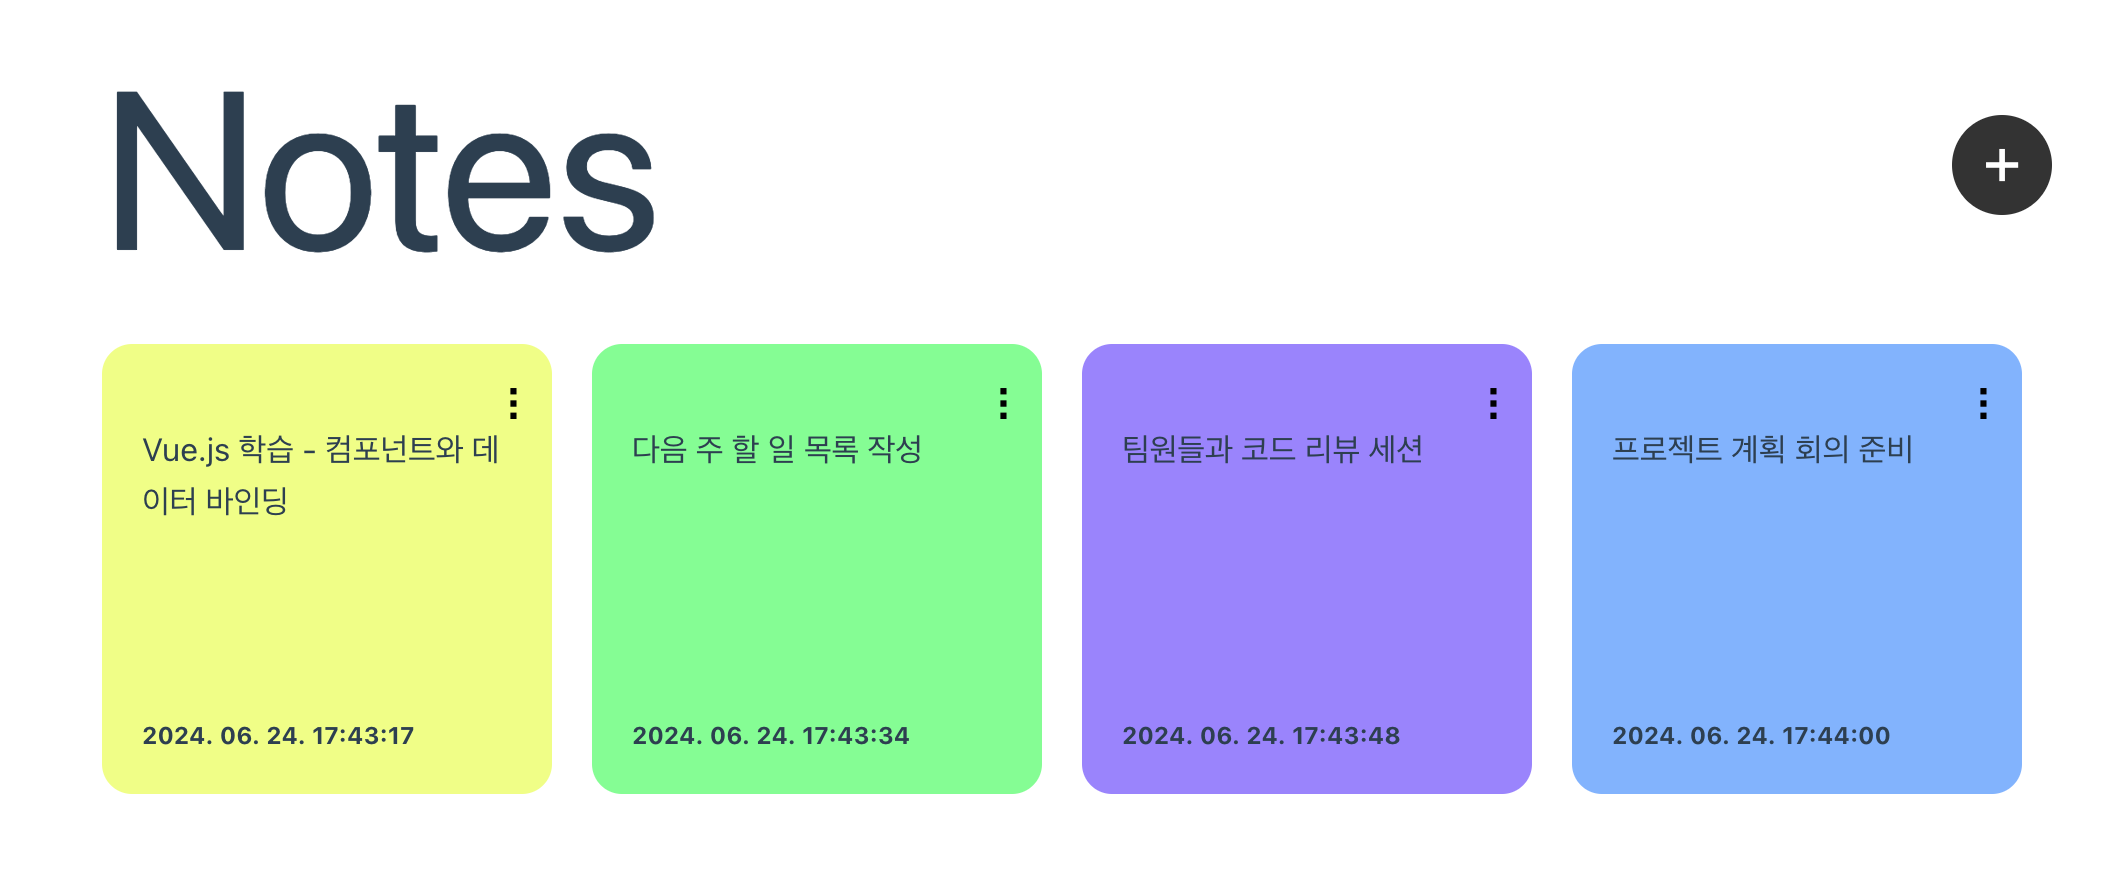 Notes
+
Vue.js 학습 - 컴포넌트와 데
이터 바인딩
2024. 06. 24. 17:43:17
다음 주 할 일 목록 작성
2024. 06. 24. 17:43:34
팀원들과 코드 리뷰 세션
2024. 06. 24. 17:43:48
프로젝트 계획 회의 준비
2024. 06. 24. 17:44:00